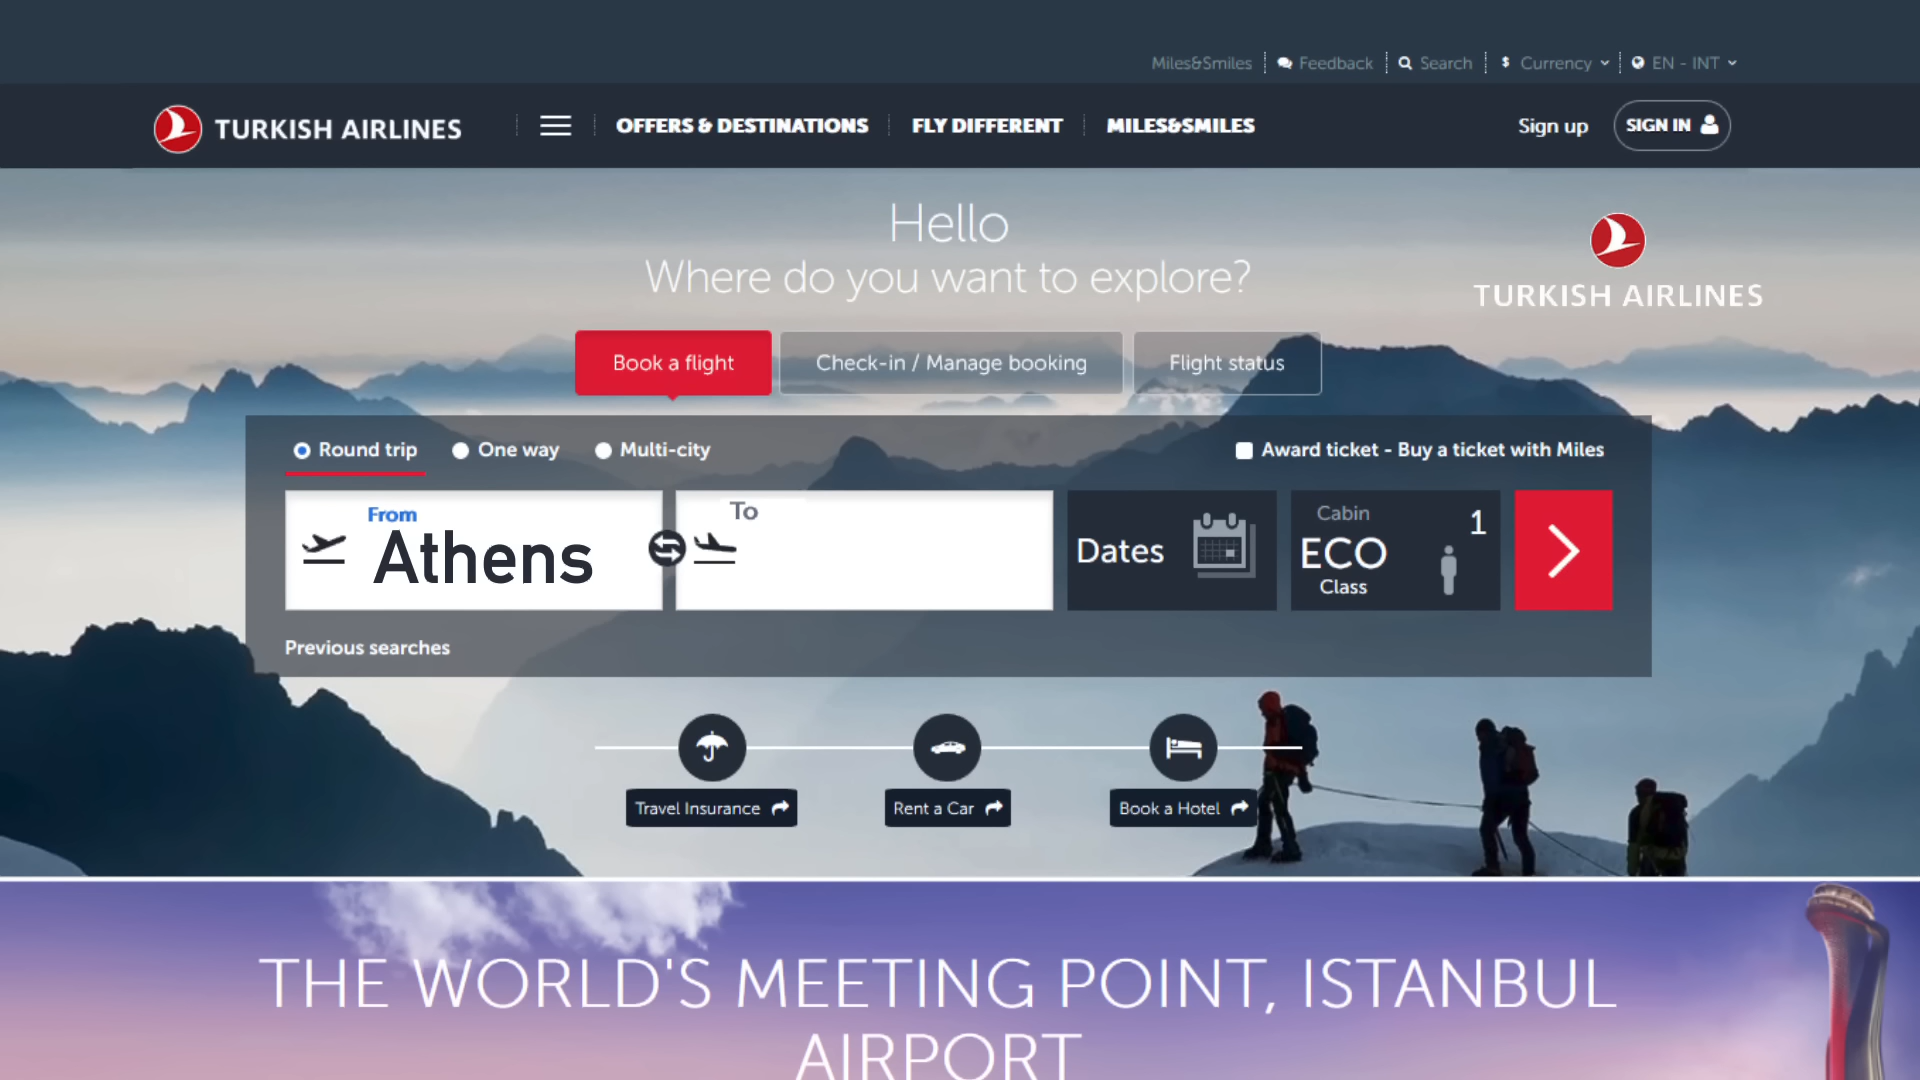 Miles&Smiles Feedback Search $ Currency EN - INT
TURKISH AIRLINES OFFERS & DESTINATIONS FLY DIFFERENT MILES&SMILES Sign up SIGN IN
Hello
Where do you want to explore?
TURKISH AIRLINES
Book a flight Check-in / Manage booking Flight status
Round trip One way Multi-city Award ticket - Buy a ticket with Miles
From
Athens
To
Dates
Cabin
ECO
Class
1
Previous searches
Travel Insurance Rent a Car Book a Hotel
THE WORLD'S MEETING POINT, ISTANBUL
AIRPORT